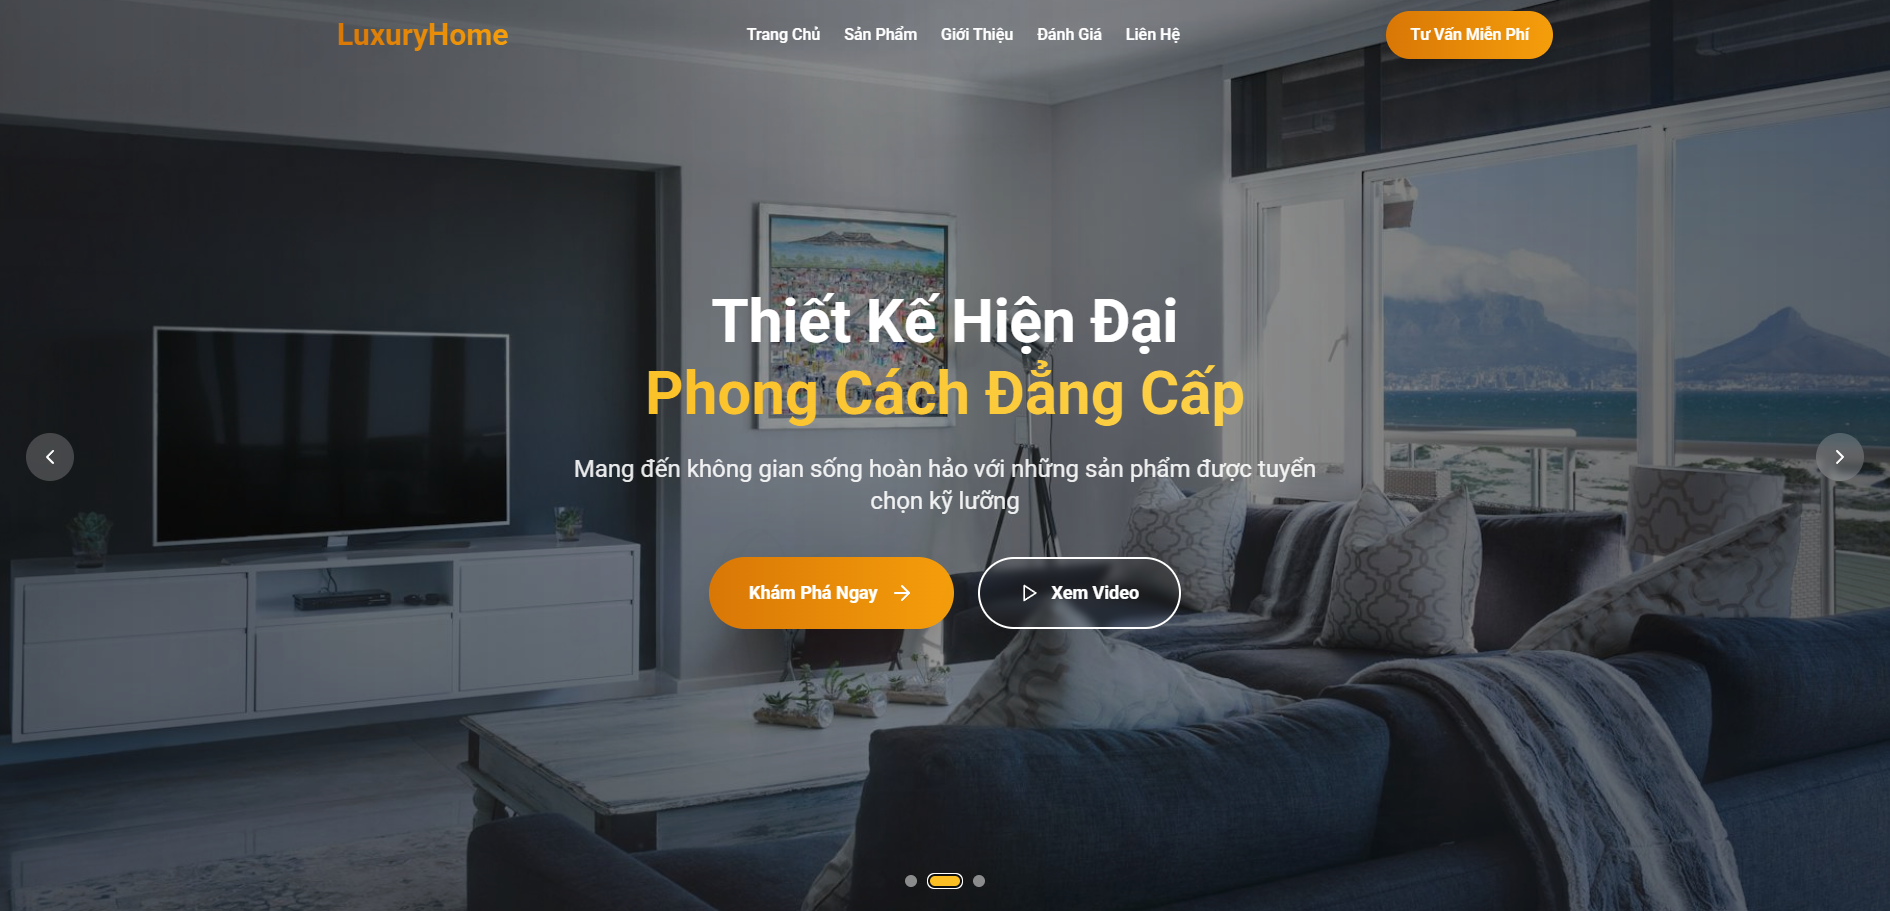 LuxuryHome
Trang Chủ
Sản Phẩm
Giới Thiệu
Đánh Giá
Liên Hệ
Tư Vấn Miễn Phí
Thiết Kế Hiện Đại
Phong Cách Đẳng Cấp
Mang đến không gian sống hoàn hảo với những sản phẩm được tuyển
chọn kỹ lưỡng
Khám Phá Ngay
Xem Video